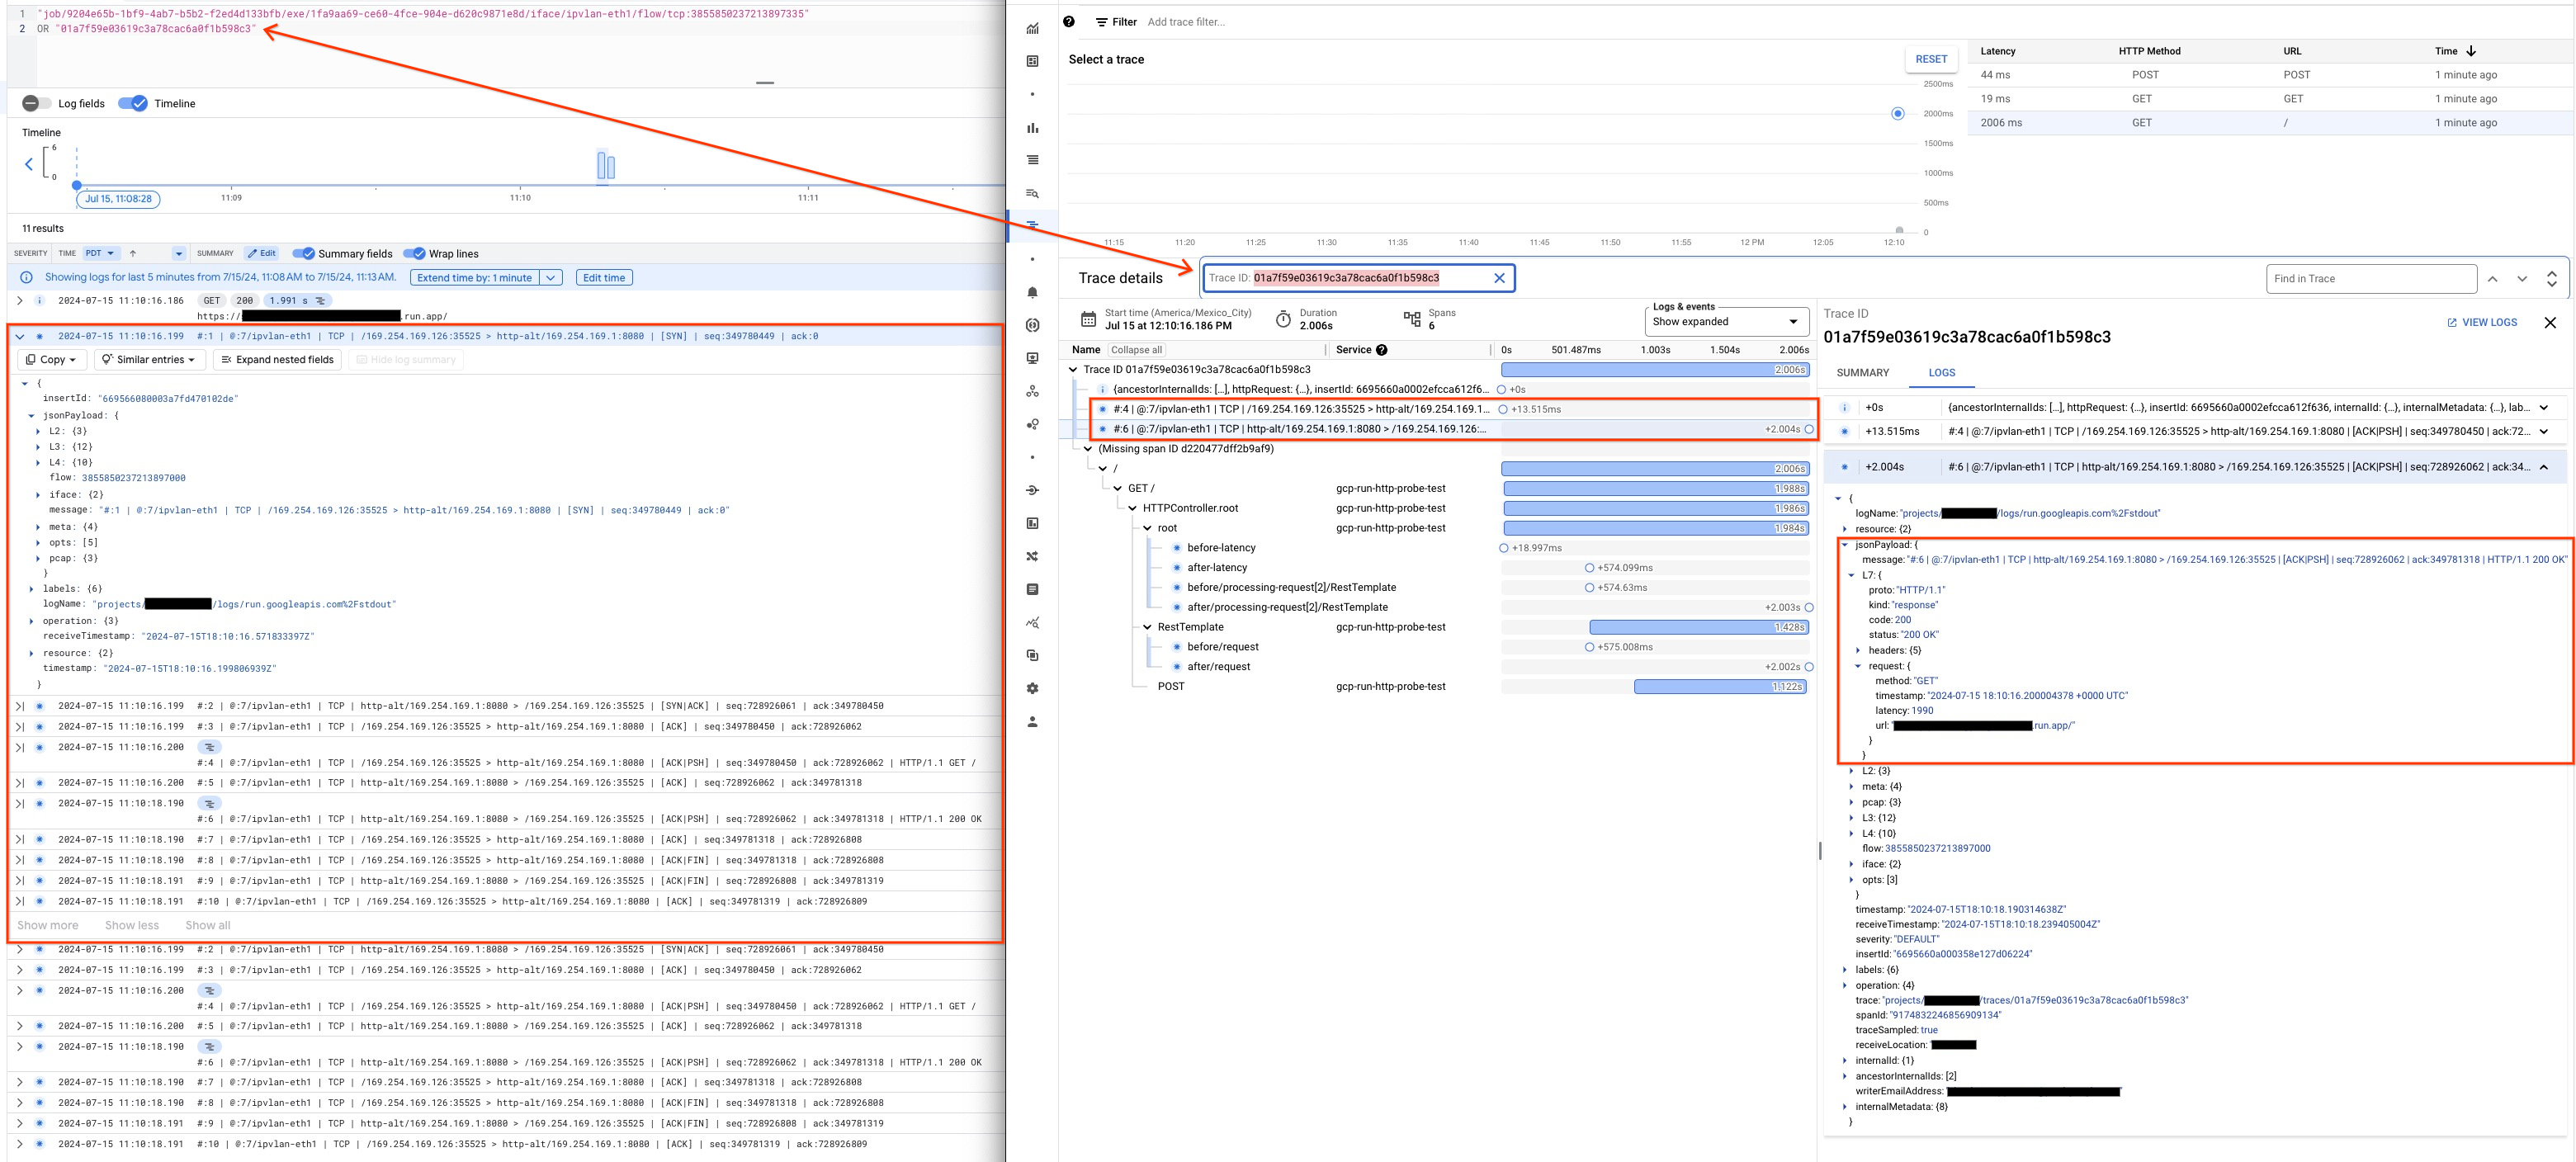 1 "job/9204e65b-1bf9-4ab7-b5b2-f2ed4d133bfb/exe/1fa9aa69-ce60-4fce-904e-d620c9871e8d/iface/ipvlan-eth1/flow/tcp:3855850237213897335"
2 OR "01a7f59e03619c3a78cac6a0f1b598c3"
Log fields Timeline
Timeline
6
0
Jul 15, 11:08:28 11:09 11:10 11:11
11 results
SEVERITY TIME PDT SUMMARY Edit Summary fields Wrap lines
Showing logs for last 5 minutes from 7/15/24, 11:08 AM to 7/15/24, 11:13 AM. Extend time by: 1 minute Edit time
2024-07-15 11:10:16.186 GET 200 1.991 s
https:// .run.app/
2024-07-15 11:10:16.199 #:1 | @:7/ipvlan-eth1 | TCP | /169.254.169.126:35525 > http-alt/169.254.169.1:8080 | [SYN] | seq:349780449 | ack:0
Copy Similar entries Expand nested fields Hide log summary
{
insertId: "669566080003a7fd470102de"
jsonPayload: {
L2: {3}
L3: {12}
L4: {10}
flow: 3855850237213897000
iface: {2}
message: "#:1 | @:7/ipvlan-eth1 | TCP | /169.254.169.126:35525 > http-alt/169.254.169.1:8080 | [SYN] | seq:349780449 | ack:0"
meta: {4}
opts: [5]
pcap: {3}
}
labels: {6}
logName: "projects/ /logs/run.googleapis.com%2Fstdout"
operation: {3}
receiveTimestamp: "2024-07-15T18:10:16.571833397Z"
resource: {2}
timestamp: "2024-07-15T18:10:16.199806939Z"
}
2024-07-15 11:10:16.199 #:2 | @:7/ipvlan-eth1 | TCP | http-alt/169.254.169.1:8080 > /169.254.169.126:35525 | [SYN|ACK] | seq:728926061 | ack:349780450
2024-07-15 11:10:16.199 #:3 | @:7/ipvlan-eth1 | TCP | /169.254.169.126:35525 > http-alt/169.254.169.1:8080 | [ACK] | seq:349780450 | ack:728926062
2024-07-15 11:10:16.200
#:4 | @:7/ipvlan-eth1 | TCP | /169.254.169.126:35525 > http-alt/169.254.169.1:8080 | [ACK|PSH] | seq:349780450 | ack:728926062 | HTTP/1.1 GET /
2024-07-15 11:10:16.200 #:5 | @:7/ipvlan-eth1 | TCP | http-alt/169.254.169.1:8080 > /169.254.169.126:35525 | [ACK] | seq:728926062 | ack:349781318
2024-07-15 11:10:18.190
#:6 | @:7/ipvlan-eth1 | TCP | http-alt/169.254.169.1:8080 > /169.254.169.126:35525 | [ACK|PSH] | seq:728926062 | ack:349781318 | HTTP/1.1 200 OK
2024-07-15 11:10:18.190 #:7 | @:7/ipvlan-eth1 | TCP | /169.254.169.126:35525 > http-alt/169.254.169.1:8080 | [ACK] | seq:349781318 | ack:728926808
2024-07-15 11:10:18.190 #:8 | @:7/ipvlan-eth1 | TCP | /169.254.169.126:35525 > http-alt/169.254.169.1:8080 | [ACK|FIN] | seq:349781318 | ack:728926808
2024-07-15 11:10:18.191 #:9 | @:7/ipvlan-eth1 | TCP | http-alt/169.254.169.1:8080 > /169.254.169.126:35525 | [ACK|FIN] | seq:728926808 | ack:349781319
2024-07-15 11:10:18.191 #:10 | @:7/ipvlan-eth1 | TCP | /169.254.169.126:35525 > http-alt/169.254.169.1:8080 | [ACK] | seq:349781319 | ack:728926809
Show more Show less Show all
2024-07-15 11:10:16.199 #:2 | @:7/ipvlan-eth1 | TCP | http-alt/169.254.169.1:8080 > /169.254.169.126:35525 | [SYN|ACK] | seq:728926061 | ack:349780450
2024-07-15 11:10:16.199 #:3 | @:7/ipvlan-eth1 | TCP | /169.254.169.126:35525 > http-alt/169.254.169.1:8080 | [ACK] | seq:349780450 | ack:728926062
2024-07-15 11:10:16.200
#:4 | @:7/ipvlan-eth1 | TCP | /169.254.169.126:35525 > http-alt/169.254.169.1:8080 | [ACK|PSH] | seq:349780450 | ack:728926062 | HTTP/1.1 GET /
2024-07-15 11:10:16.200 #:5 | @:7/ipvlan-eth1 | TCP | http-alt/169.254.169.1:8080 > /169.254.169.126:35525 | [ACK] | seq:728926062 | ack:349781318
2024-07-15 11:10:18.190
#:6 | @:7/ipvlan-eth1 | TCP | http-alt/169.254.169.1:8080 > /169.254.169.126:35525 | [ACK|PSH] | seq:728926062 | ack:349781318 | HTTP/1.1 200 OK
2024-07-15 11:10:18.190 #:7 | @:7/ipvlan-eth1 | TCP | /169.254.169.126:35525 > http-alt/169.254.169.1:8080 | [ACK] | seq:349781318 | ack:728926808
2024-07-15 11:10:18.190 #:8 | @:7/ipvlan-eth1 | TCP | /169.254.169.126:35525 > http-alt/169.254.169.1:8080 | [ACK|FIN] | seq:349781318 | ack:728926808
2024-07-15 11:10:18.191 #:9 | @:7/ipvlan-eth1 | TCP | http-alt/169.254.169.1:8080 > /169.254.169.126:35525 | [ACK|FIN] | seq:728926808 | ack:349781319
2024-07-15 11:10:18.191 #:10 | @:7/ipvlan-eth1 | TCP | /169.254.169.126:35525 > http-alt/169.254.169.1:8080 | [ACK] | seq:349781319 | ack:728926809
Filter Add trace filter...
Select a trace RESET
2500ms
2000ms
1500ms
1000ms
500ms
0
11:15 11:20 11:25 11:30 11:35 11:40 11:45 11:50 11:55 12 PM 12:05 12:10
Latency HTTP Method URL Time
44 ms POST POST 1 minute ago
19 ms GET GET 1 minute ago
2006 ms GET / 1 minute ago
Trace details Trace ID: 01a7f59e03619c3a78cac6a0f1b598c3 Find in Trace
Start time (America/Mexico_City)
Jul 15 at 12:10:16.186 PM
Duration
2.006s
Spans
6
Logs & events
Show expanded
Name Collapse all Service 0s 501.487ms 1.003s 1.504s 2.006s
Trace ID 01a7f59e03619c3a78cac6a0f1b598c3 2.006s
{ancestorInternalIds: [...], httpRequest: {...}, insertId: 6695660a0002efcca612f6... +0s
#:4 | @:7/ipvlan-eth1 | TCP | /169.254.169.126:35525 > http-alt/169.254.169.1... +13.515ms
#:6 | @:7/ipvlan-eth1 | TCP | http-alt/169.254.169.1:8080 > /169.254.169.126:... +2.004s
(Missing span ID d220477dff2b9af9)
/ 2.006s
GET / gcp-run-http-probe-test 1.988s
HTTPController.root gcp-run-http-probe-test 1.986s
root gcp-run-http-probe-test 1.984s
before-latency +18.997ms
after-latency +574.099ms
before/processing-request[2]/RestTemplate +574.63ms
after/processing-request[2]/RestTemplate +2.003s
RestTemplate gcp-run-http-probe-test 1.428s
before/request +575.008ms
after/request +2.002s
POST gcp-run-http-probe-test 1.122s
Trace ID
01a7f59e03619c3a78cac6a0f1b598c3 VIEW LOGS
SUMMARY LOGS
+0s {ancestorInternalIds: [...], httpRequest: {...}, insertId: 6695660a0002efcca612f636, internalId: {...}, internalMetadata: {...}, lab...
+13.515ms #:4 | @:7/ipvlan-eth1 | TCP | /169.254.169.126:35525 > http-alt/169.254.169.1:8080 | [ACK|PSH] | seq:349780450 | ack:72...
+2.004s #:6 | @:7/ipvlan-eth1 | TCP | http-alt/169.254.169.1:8080 > /169.254.169.126:35525 | [ACK|PSH] | seq:728926062 | ack:34...
{
logName: "projects/ /logs/run.googleapis.com%2Fstdout"
resource: {2}
jsonPayload: {
message: "#:6 | @:7/ipvlan-eth1 | TCP | http-alt/169.254.169.1:8080 > /169.254.169.126:35525 | [ACK|PSH] | seq:728926062 | ack:349781318 | HTTP/1.1 200 OK"
L7: {
proto: "HTTP/1.1"
kind: "response"
code: 200
status: "200 OK"
headers: {5}
request: {
method: "GET"
timestamp: "2024-07-15 18:10:16.200004378 +0000 UTC"
latency: 1990
url: " .run.app/"
}
}
L2: {3}
meta: {4}
pcap: {3}
L3: {12}
L4: {10}
flow: 3855850237213897000
iface: {2}
opts: [3]
}
timestamp: "2024-07-15T18:10:18.190314638Z"
receiveTimestamp: "2024-07-15T18:10:18.239405004Z"
severity: "DEFAULT"
insertId: "6695660a000358e127d06224"
labels: {6}
operation: {4}
trace: "projects/ /traces/01a7f59e03619c3a78cac6a0f1b598c3"
spanId: "9174832246856909134"
traceSampled: true
receiveLocation:
internalId: {1}
ancestorInternalIds: [2]
writerEmailAddress:
internalMetadata: {8}
}